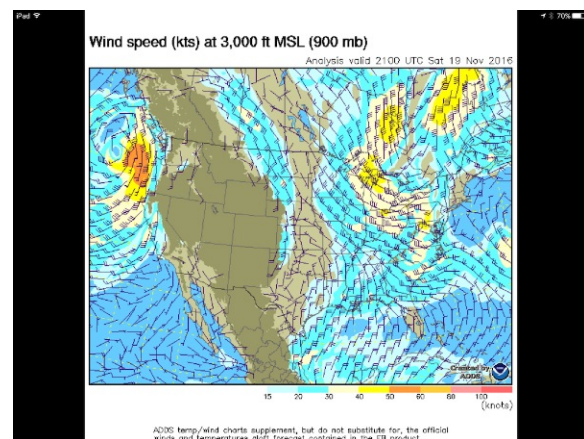 iPad
70%
Wind speed (kts) at 3,000 ft MSL (900 mb)
Analysis valid 2100 UTC Sat 19 Nov 2016
Created by
ADDS
15 20 30 40 50 60 80 100
(knots)
ADDS temp/wind charts supplement, but do not substitute for, the official
winds and temperatures aloft forecast contained in the FB product